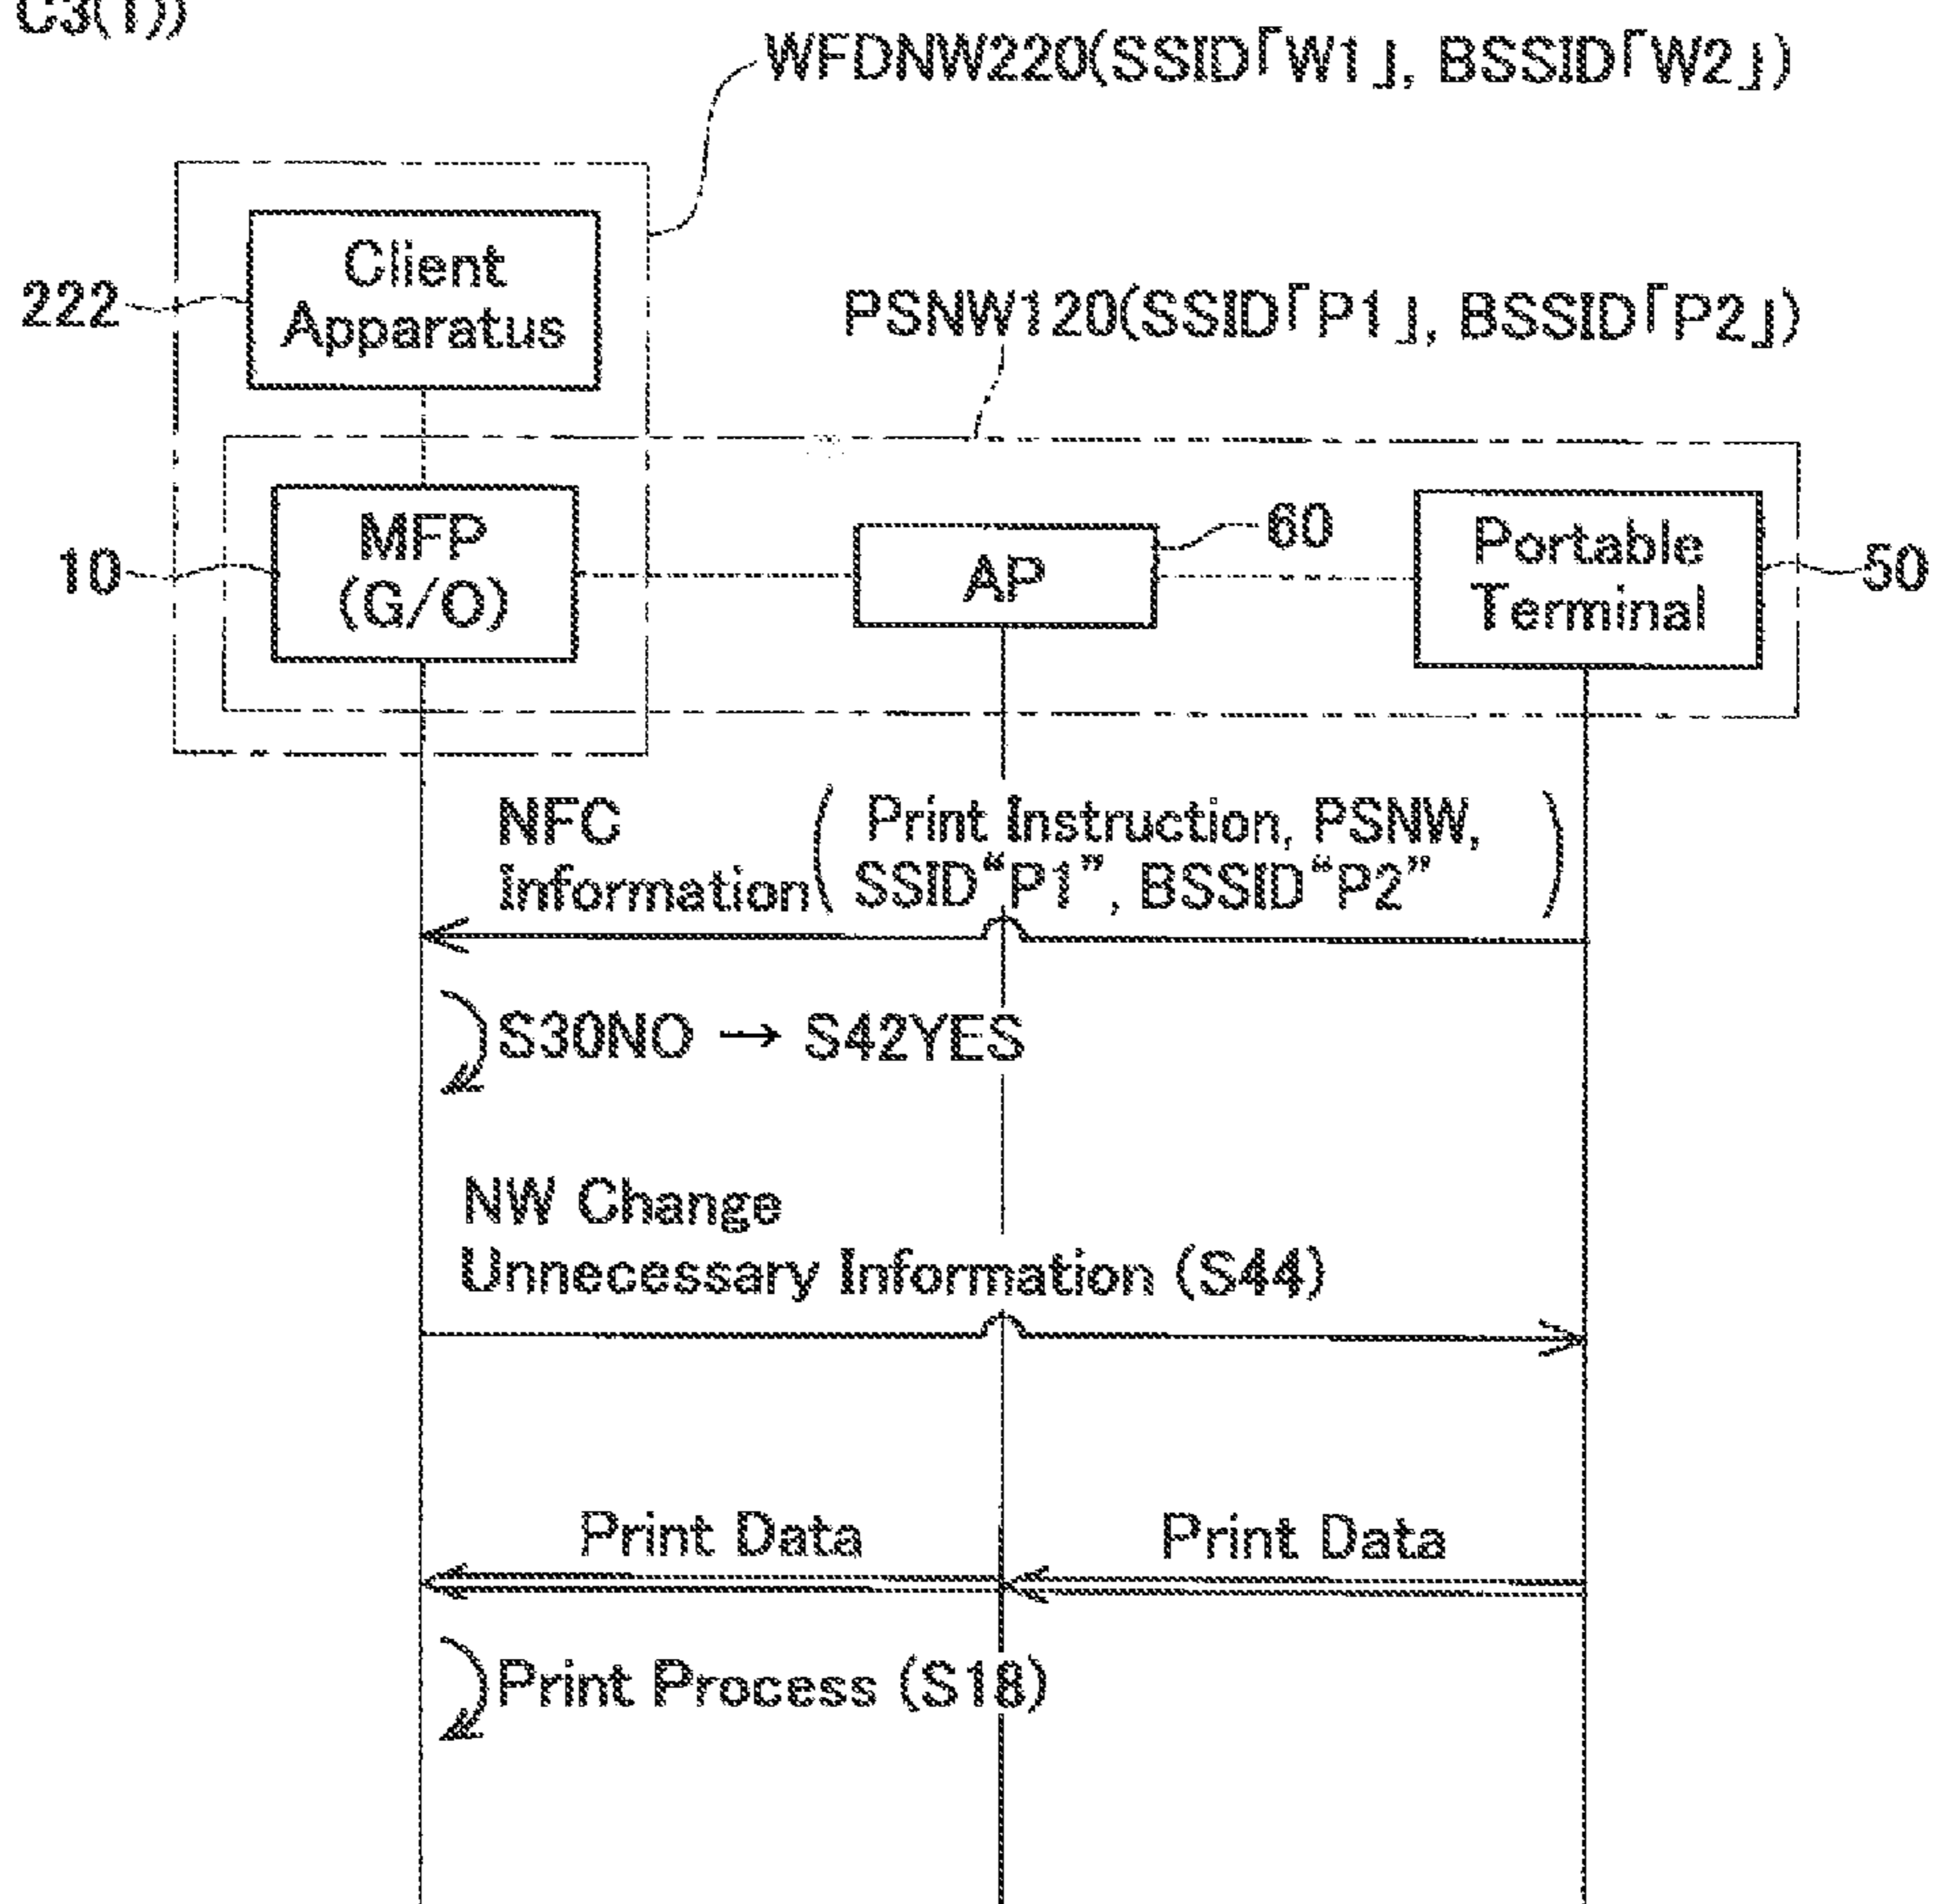 C3(1))
WFDNW220(SSID「W1」, BSSID「W2」)
Client
Apparatus
222
PSNW120(SSID「P1」, BSSID「P2」)
MFP
(G/O)
10
AP
60
Portable
Terminal
50
NFC
Information
(Print Instruction, PSNW,
SSID“P1”, BSSID“P2”)
S30NO → S42YES
NW Change
Unnecessary Information (S44)
Print Data
Print Data
Print Process (S18)